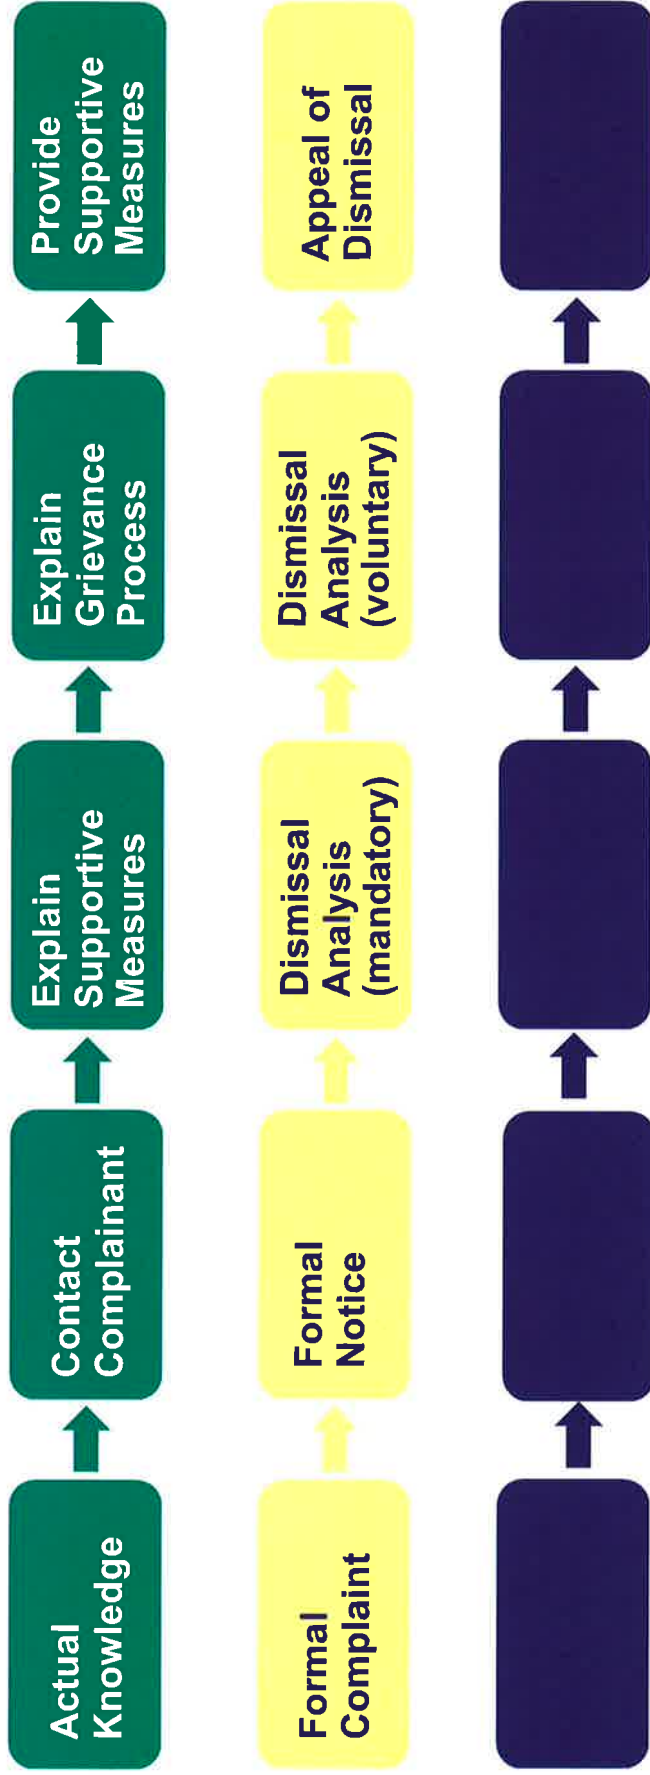 Actual
Knowledge
Contact
Complainant
Explain
Supportive
Measures
Explain
Grievance
Process
Provide
Supportive
Measures
Formal
Complaint
Formal
Notice
Dismissal
Analysis
(mandatory)
Dismissal
Analysis
(voluntary)
Appeal of
Dismissal